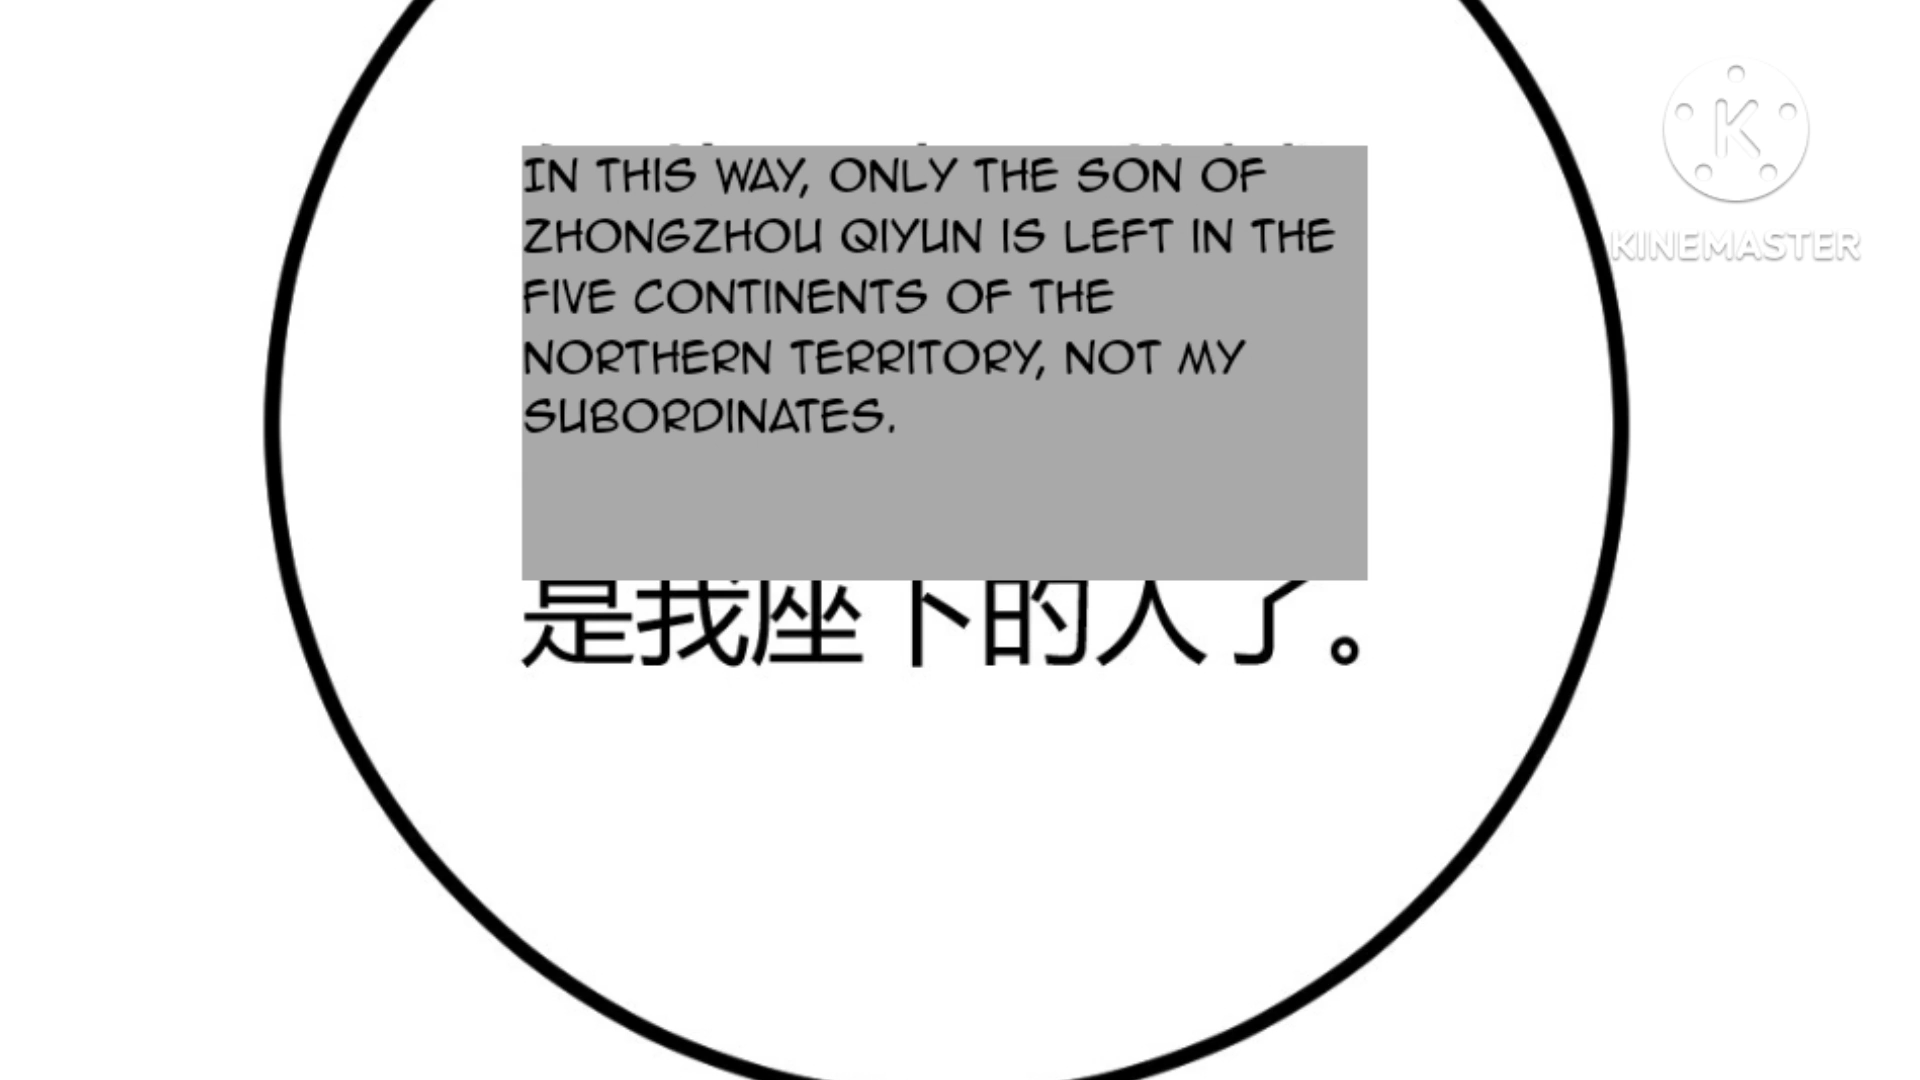 IN THIS WAY, ONLY THE SON OF
ZHONGZHOU QIYUN IS LEFT IN THE
FIVE CONTINENTS OF THE
NORTHERN TERRITORY, NOT MY
SUBORDINATES.
是我座下的人了。
KINEMASTER